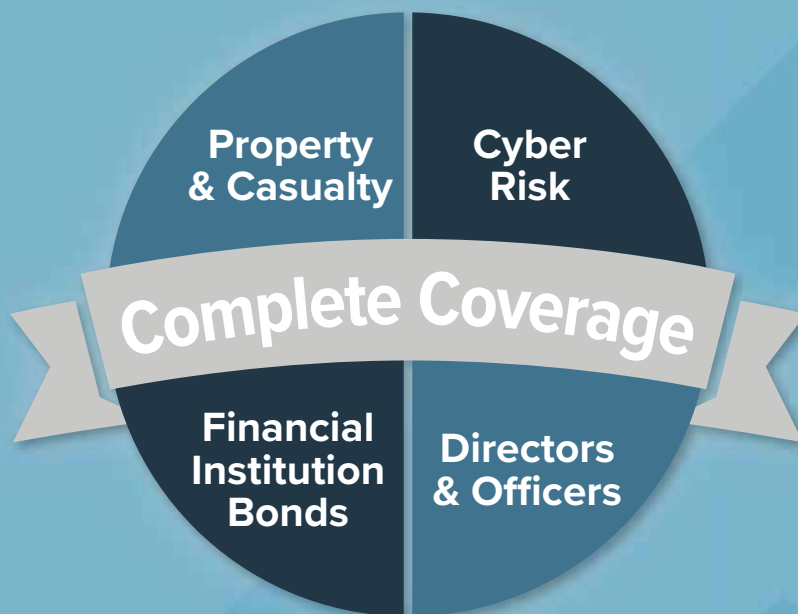 Property
& Casualty
Cyber
Risk
Complete Coverage
Financial
Institution
Bonds
Directors
& Officers